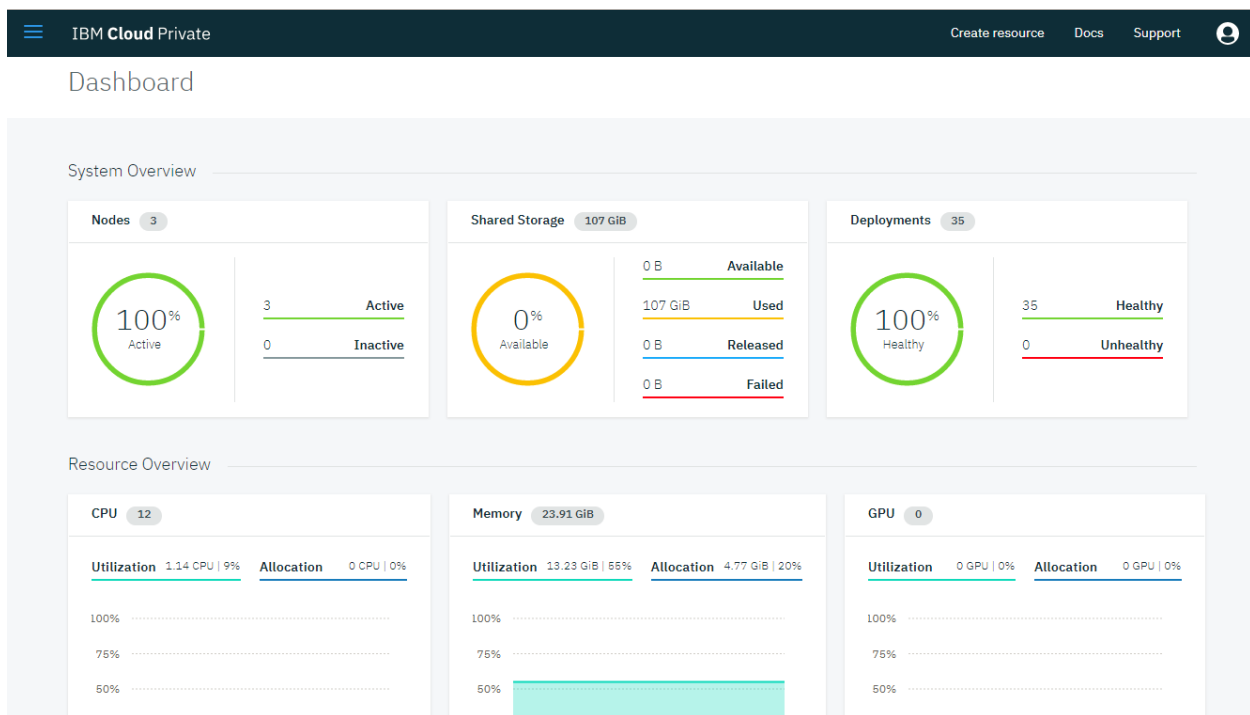 IBM Cloud Private Create resource Docs Support
Dashboard
System Overview
Nodes 3
100%
Active
3 Active
0 Inactive
Shared Storage 107 GiB
0%
Available
0 B Available
107 GiB Used
0 B Released
0 B Failed
Deployments 35
100%
Healthy
35 Healthy
0 Unhealthy
Resource Overview
CPU 12
Utilization 1.14 CPU | 9% Allocation 0 CPU | 0%
100%
75%
50%
Memory 23.91 GiB
Utilization 13.23 GiB | 55% Allocation 4.77 GiB | 20%
100%
75%
50%
GPU 0
Utilization 0 GPU | 0% Allocation 0 GPU | 0%
100%
75%
50%